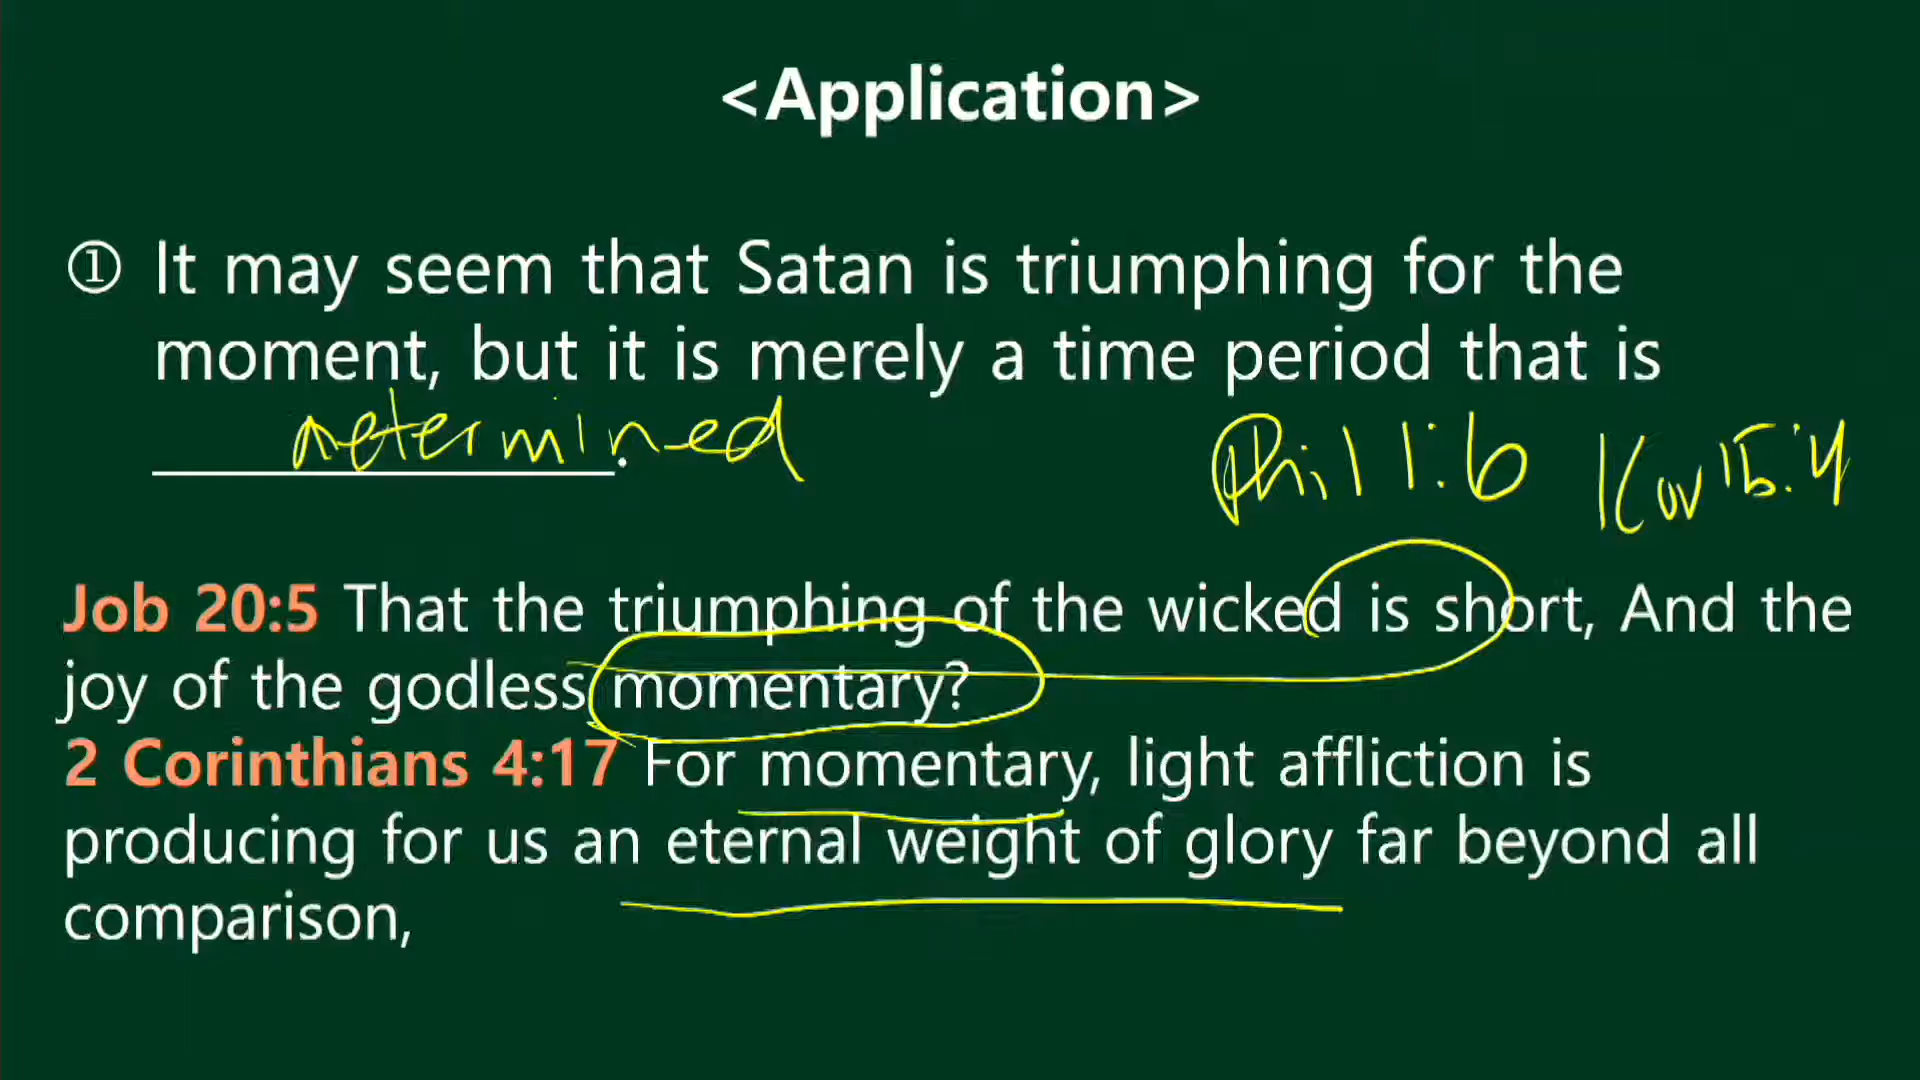 <Application>
① It may seem that Satan is triumphing for the
moment, but it is merely a time period that is
determined.
Phil 1:6 1Cor 15:4
Job 20:5 That the triumphing of the wicked is short, And the
joy of the godless momentary?
2 Corinthians 4:17 For momentary, light affliction is
producing for us an eternal weight of glory far beyond all
comparison,